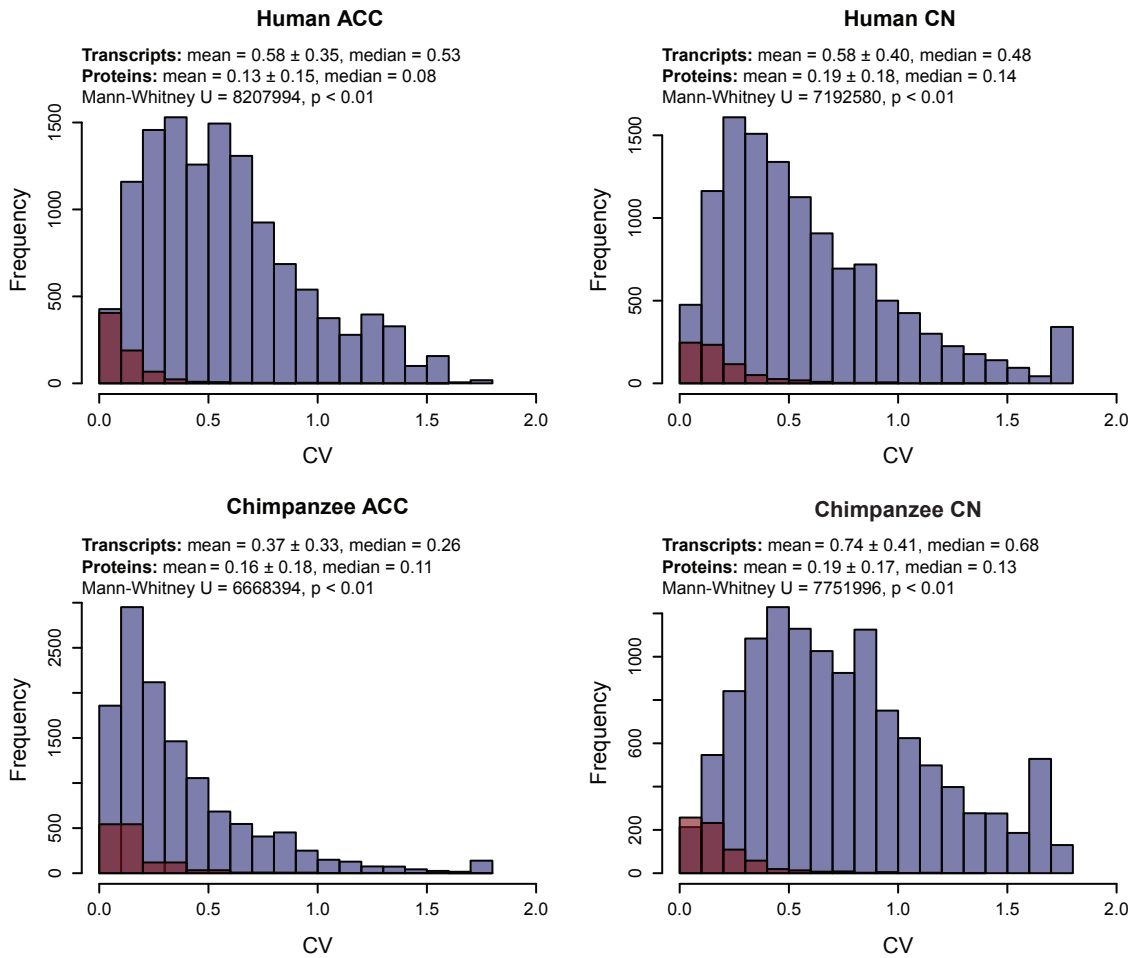 Human ACC
Transcripts: mean = 0.58 ± 0.35, median = 0.53
Proteins: mean = 0.13 ± 0.15, median = 0.08
Mann-Whitney U = 8207994, p < 0.01
1500
1000
500
0
Frequency
0.0 0.5 1.0 1.5 2.0
CV
Human CN
Trancripts: mean = 0.58 ± 0.40, median = 0.48
Proteins: mean = 0.19 ± 0.18, median = 0.14
Mann-Whitney U = 7192580, p < 0.01
1500
1000
500
0
Frequency
0.0 0.5 1.0 1.5 2.0
CV
Chimpanzee ACC
Transcripts: mean = 0.37 ± 0.33, median = 0.26
Proteins: mean = 0.16 ± 0.18, median = 0.11
Mann-Whitney U = 6668394, p < 0.01
2500
1500
500
0
Frequency
0.0 0.5 1.0 1.5 2.0
CV
Chimpanzee CN
Transcripts: mean = 0.74 ± 0.41, median = 0.68
Proteins: mean = 0.19 ± 0.17, median = 0.13
Mann-Whitney U = 7751996, p < 0.01
1000
600
200
0
Frequency
0.0 0.5 1.0 1.5 2.0
CV